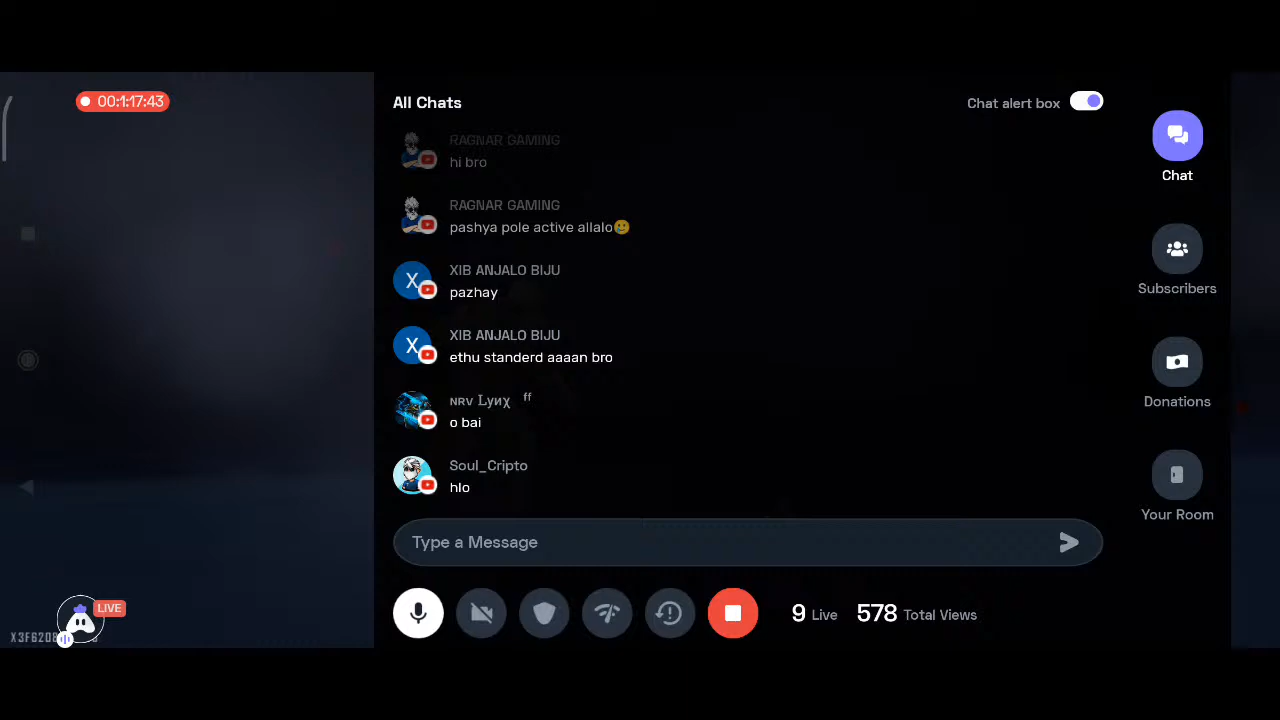 00:1:17:43
All Chats
Chat alert box
RAGNAR GAMING
hi bro
RAGNAR GAMING
pashya pole active allalo🥲
X
XIB ANJALO BIJU
pazhay
X
XIB ANJALO BIJU
ethu standerd aaaan bro
ɴʀᴠ Lyиχ ᶠᶠ
o bai
Soul_Cripto
hlo
Type a Message
9 Live 578 Total Views
Chat
Subscribers
Donations
Your Room
LIVE